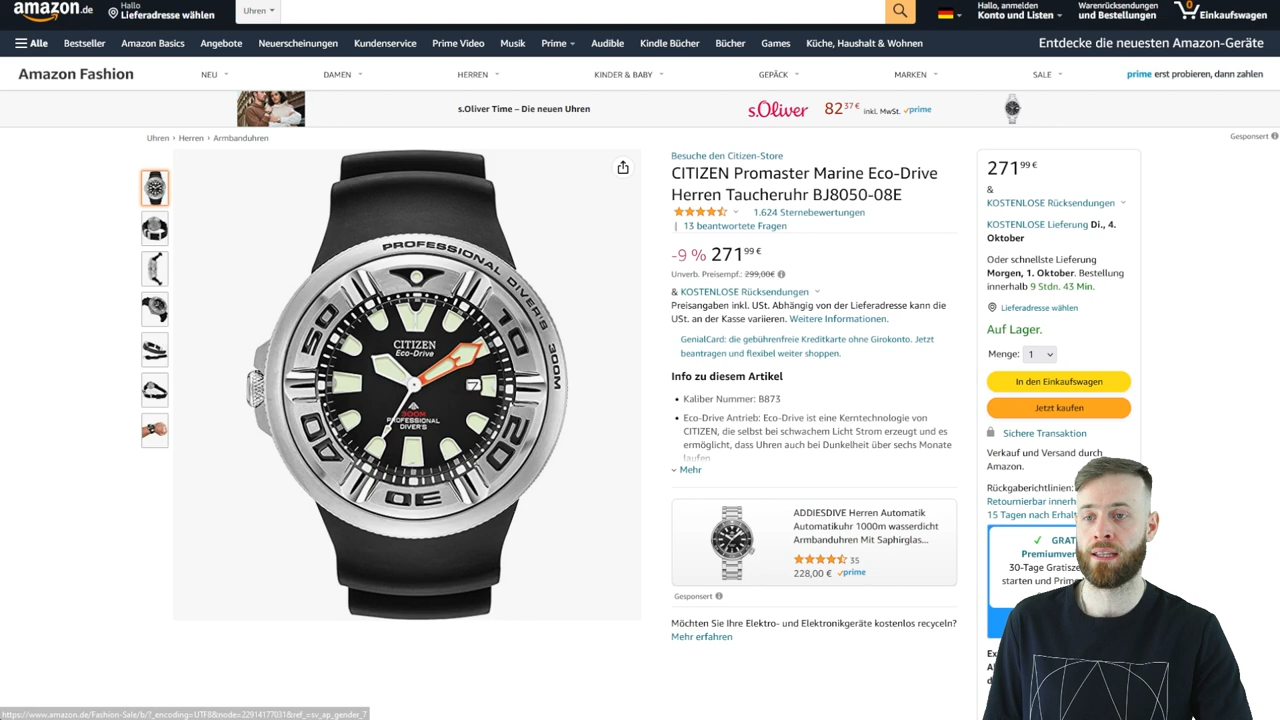 amazon.de
Hallo
Lieferadresse wählen
Uhren
Hallo, anmelden
Konto und Listen
Warenrücksendungen
und Bestellungen
0
Einkaufswagen
Alle
Bestseller
Amazon Basics
Angebote
Neuerscheinungen
Kundenservice
Prime Video
Musik
Prime
Audible
Kindle Bücher
Bücher
Games
Küche, Haushalt & Wohnen
Entdecke die neuesten Amazon-Geräte
Amazon Fashion
NEU
DAMEN
HERREN
KINDER & BABY
GEPÄCK
MARKEN
SALE
prime erst probieren, dann zahlen
s.Oliver Time – Die neuen Uhren
s.Oliver
82 37 € inkl. MwSt. prime
Uhren › Herren › Armbanduhren
Gesponsert
PROFESSIONAL DIVER'S 300M
50
10
40
20
30
CITIZEN
Eco-Drive
7
300M
PROFESSIONAL
DIVER'S
Besuche den Citizen-Store
CITIZEN Promaster Marine Eco-Drive
Herren Taucheruhr BJ8050-08E
1.624 Sternebewertungen
| 13 beantwortete Fragen
-9 % 271 99 €
Unverb. Preisempf.: 299,00€
& KOSTENLOSE Rücksendungen
Preisangaben inkl. USt. Abhängig von der Lieferadresse kann die
USt. an der Kasse variieren. Weitere Informationen.
GenialCard: die gebührenfreie Kreditkarte ohne Girokonto. Jetzt
beantragen und flexibel weiter shoppen.
Info zu diesem Artikel
• Kaliber Nummer: B873
• Eco-Drive Antrieb: Eco-Drive ist eine Kerntechnologie von
CITIZEN, die selbst bei schwachem Licht Strom erzeugt und es
ermöglicht, dass Uhren auch bei Dunkelheit über sechs Monate
laufen
Mehr
ADDIESDIVE Herren Automatik
Automatikuhr 1000m wasserdicht
Armbanduhren Mit Saphirglas...
35
228,00 € prime
Gesponsert
Möchten Sie Ihre Elektro- und Elektronikgeräte kostenlos recyceln?
Mehr erfahren
271 99 €
&
KOSTENLOSE Rücksendungen
KOSTENLOSE Lieferung Di., 4.
Oktober
Oder schnellste Lieferung
Morgen, 1. Oktober. Bestellung
innerhalb 9 Stdn. 43 Min.
Lieferadresse wählen
Auf Lager.
Menge: 1
In den Einkaufswagen
Jetzt kaufen
Sichere Transaktion
Verkauf und Versand durch
Amazon.
Rückgaberichtlinien:
Retournierbar innerh
15 Tagen nach Erhalt
GRAT
Premiumver
30-Tage Gratisze
starten und Prim
https://www.amazon.de/Fashion-Sale/b/?_encoding=UTF8&node=22914177031&ref_=sv_ap_gender_7